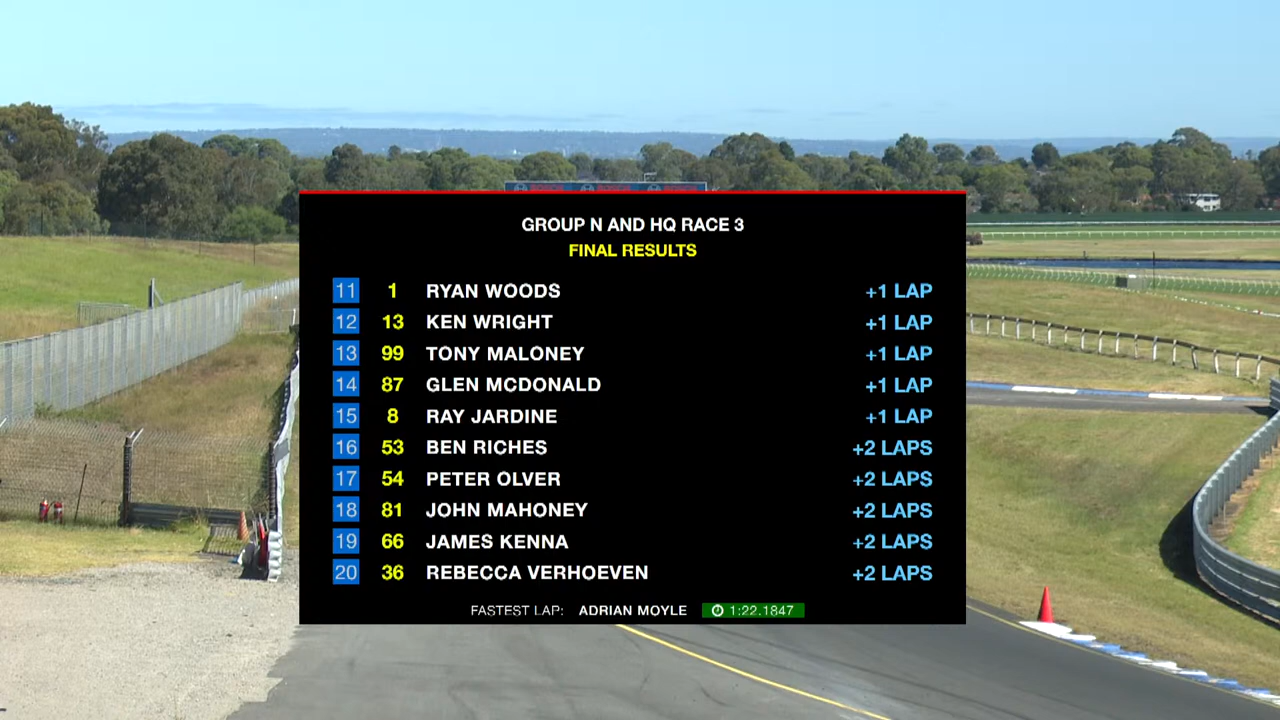 BOSCH BOSCH BOSCH
GROUP N AND HQ RACE 3
FINAL RESULTS
11 1 RYAN WOODS +1 LAP
12 13 KEN WRIGHT +1 LAP
13 99 TONY MALONEY +1 LAP
14 87 GLEN MCDONALD +1 LAP
15 8 RAY JARDINE +1 LAP
16 53 BEN RICHES +2 LAPS
17 54 PETER OLVER +2 LAPS
18 81 JOHN MAHONEY +2 LAPS
19 66 JAMES KENNA +2 LAPS
20 36 REBECCA VERHOEVEN +2 LAPS
FASTEST LAP: ADRIAN MOYLE 1:22.1847